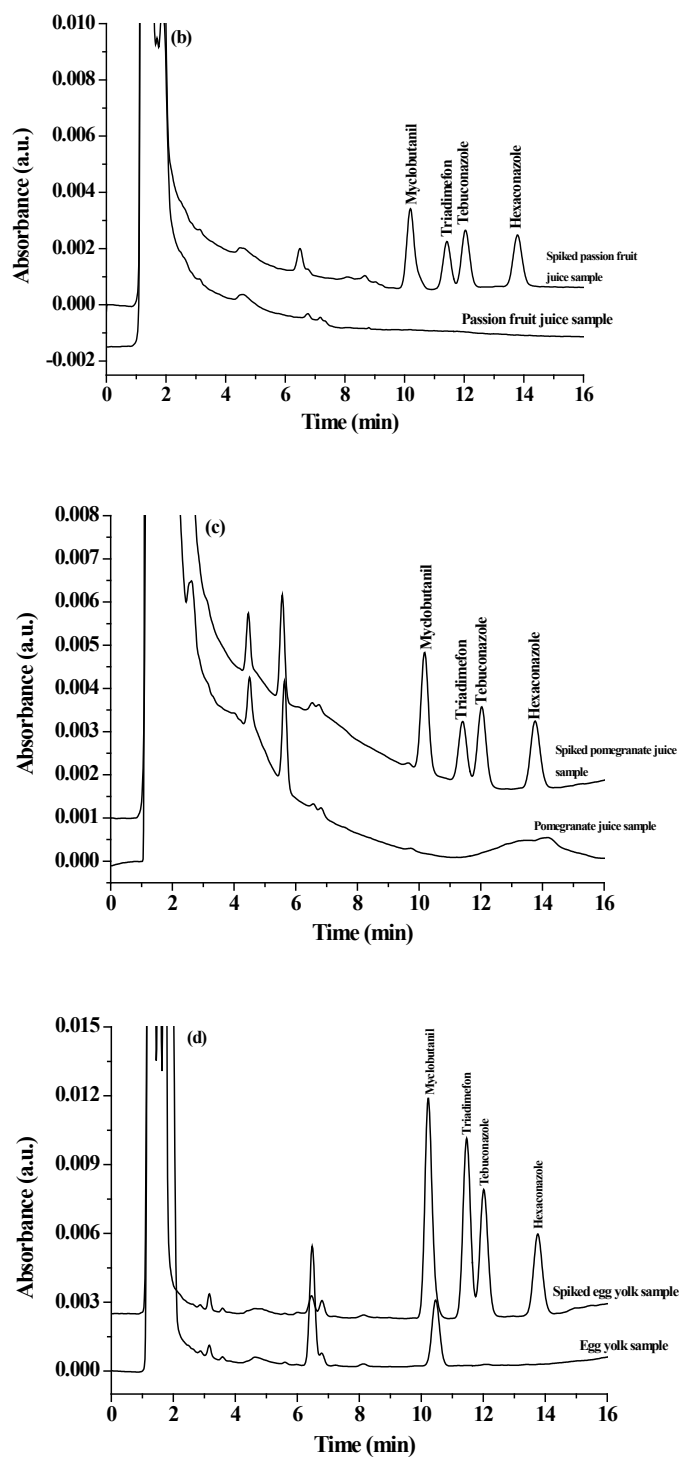 (b)
0.010
0.008
0.006
0.004
0.002
0.000
-0.002
Absorbance (a.u.)
Myclobutanil
Triadimefon
Tebuconazole
Hexaconazole
Spiked passion fruit
juice sample
Passion fruit juice sample
0 2 4 6 8 10 12 14 16
Time (min)
(c)
0.008
0.007
0.006
0.005
0.004
0.003
0.002
0.001
0.000
Absorbance (a.u.)
Myclobutanil
Triadimefon
Tebuconazole
Hexaconazole
Spiked pomegranate juice
sample
Pomegranate juice sample
0 2 4 6 8 10 12 14 16
Time (min)
(d)
0.015
0.012
0.009
0.006
0.003
0.000
Absorbance (a.u.)
Myclobutanil
Triadimefon
Tebuconazole
Hexaconazole
Spiked egg yolk sample
Egg yolk sample
0 2 4 6 8 10 12 14 16
Time (min)